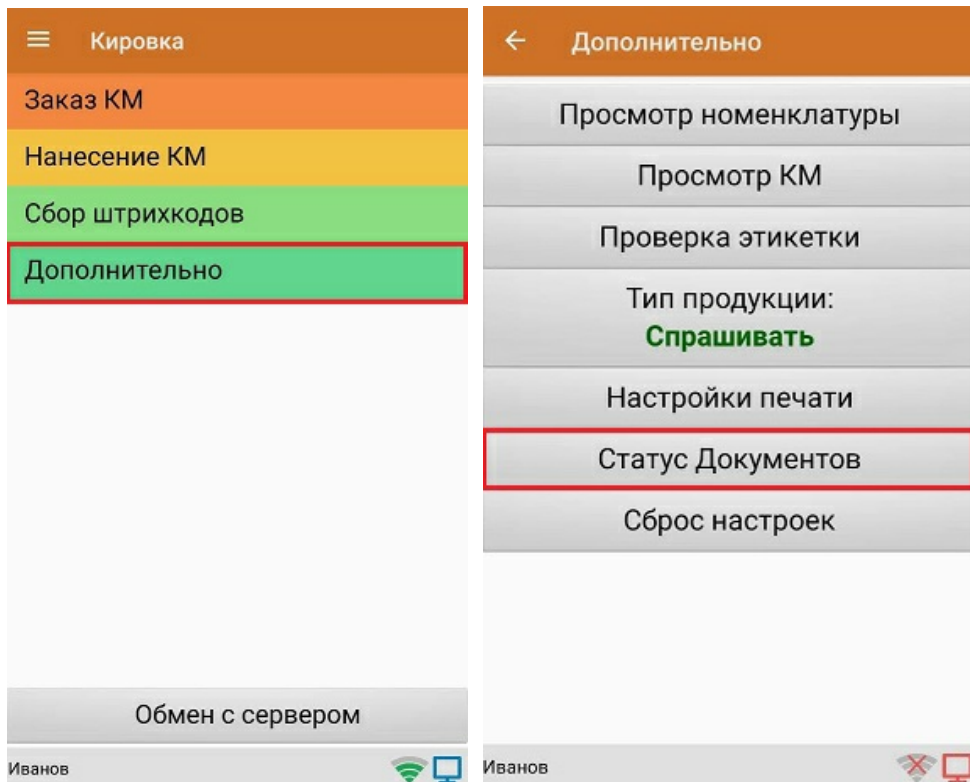 Кировка
Заказ КМ
Нанесение КМ
Сбор штрихкодов
Дополнительно
Обмен с сервером
Иванов
Дополнительно
Просмотр номенклатуры
Просмотр КМ
Проверка этикетки
Тип продукции:
Спрашивать
Настройки печати
Статус Документов
Сброс настроек
Иванов